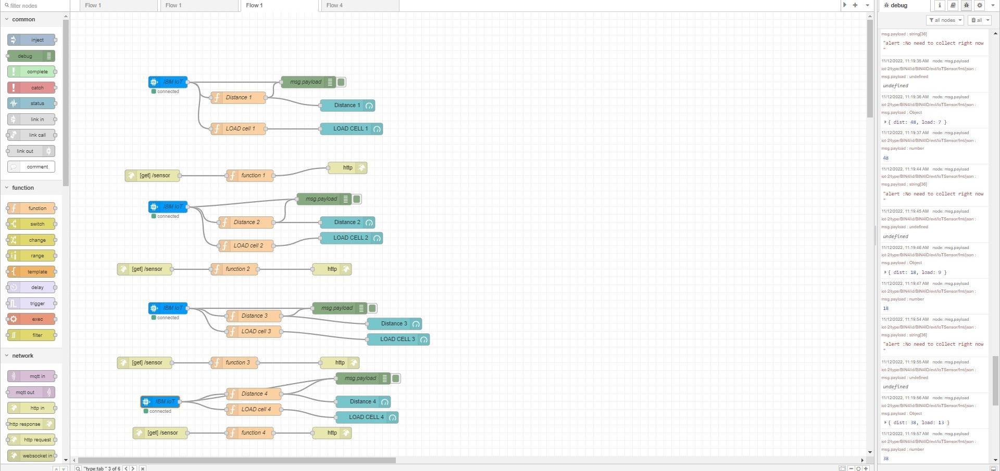 filter nodes
Flow 1
Flow 1
Flow 1
Flow 4
common
inject
debug
complete
catch
status
link in
link call
link out
comment
function
function
switch
change
range
template
delay
trigger
exec
filter
network
mqtt in
mqtt out
http in
http response
http request
websocket in
IBM IoT
connected
msg.payload
Distance 1
Distance 1
LOAD cell 1
LOAD CELL 1
[get] /sensor
function 1
http
IBM IoT
connected
msg.payload
Distance 2
Distance 2
LOAD CELL 2
LOAD cell 2
[get] /sensor
function 2
http
IBM IoT
connected
msg.payload
Distance 3
Distance 3
LOAD cell 3
LOAD CELL 3
[get] /sensor
function 3
http
msg.payload
Distance 4
IBM IoT
connected
Distance 4
LOAD cell 4
LOAD CELL 4
[get] /sensor
function 4
http
"type:tab " 3 of 6
debug
i
all nodes
all
msg.payload : string[36]
"alert :No need to collect right now
"
11/12/2022, 11:19:35 AM node: msg.payload
iot-2/type/BIN4/id/BIN4ID/evt/IoTSensor/fmt/json :
msg.payload : undefined
undefined
11/12/2022, 11:19:36 AM node: msg.payload
iot-2/type/BIN4/id/BIN4ID/evt/IoTSensor/fmt/json :
msg.payload : Object
{ dist: 48, load: 7 }
11/12/2022, 11:19:37 AM node: msg.payload
iot-2/type/BIN4/id/BIN4ID/evt/IoTSensor/fmt/json :
msg.payload : number
48
11/12/2022, 11:19:44 AM node: msg.payload
iot-2/type/BIN4/id/BIN4ID/evt/IoTSensor/fmt/json :
msg.payload : string[36]
"alert :No need to collect right now
"
11/12/2022, 11:19:45 AM node: msg.payload
iot-2/type/BIN4/id/BIN4ID/evt/IoTSensor/fmt/json :
msg.payload : undefined
undefined
11/12/2022, 11:19:46 AM node: msg.payload
iot-2/type/BIN4/id/BIN4ID/evt/IoTSensor/fmt/json :
msg.payload : Object
{ dist: 18, load: 9 }
11/12/2022, 11:19:47 AM node: msg.payload
iot-2/type/BIN4/id/BIN4ID/evt/IoTSensor/fmt/json :
msg.payload : number
18
11/12/2022, 11:19:54 AM node: msg.payload
iot-2/type/BIN4/id/BIN4ID/evt/IoTSensor/fmt/json :
msg.payload : string[36]
"alert :No need to collect right now
"
11/12/2022, 11:19:55 AM node: msg.payload
iot-2/type/BIN4/id/BIN4ID/evt/IoTSensor/fmt/json :
msg.payload : undefined
undefined
11/12/2022, 11:19:56 AM node: msg.payload
iot-2/type/BIN4/id/BIN4ID/evt/IoTSensor/fmt/json :
msg.payload : Object
{ dist: 38, load: 13 }
11/12/2022, 11:19:57 AM node: msg.payload
iot-2/type/BIN4/id/BIN4ID/evt/IoTSensor/fmt/json :
msg.payload : number
38